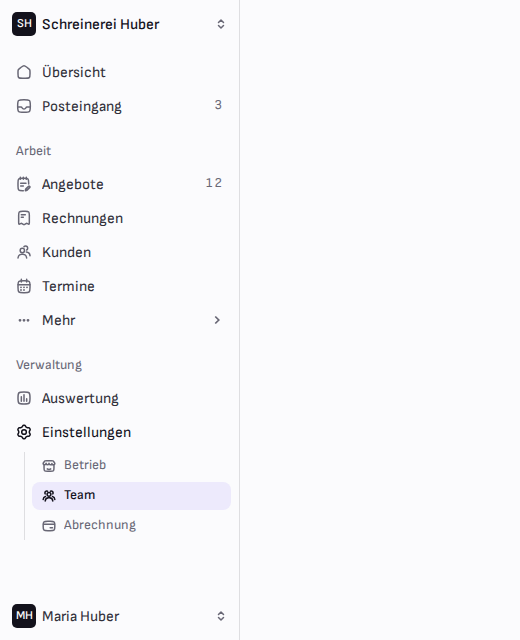 SH Schreinerei Huber
Übersicht
Posteingang 3
Arbeit
Angebote 12
Rechnungen
Kunden
Termine
Mehr
Verwaltung
Auswertung
Einstellungen
Betrieb
Team
Abrechnung
MH Maria Huber